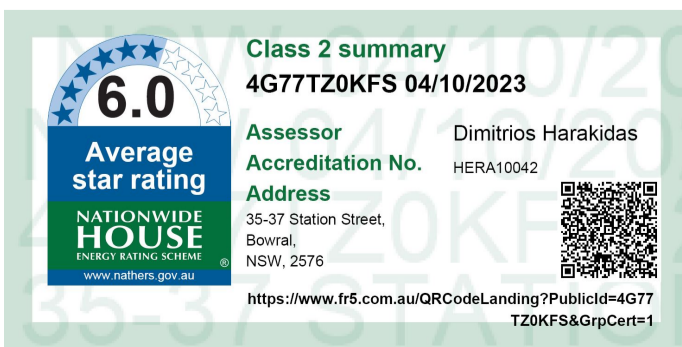 6.0
Average
star rating
NATIONWIDE
HOUSE
ENERGY RATING SCHEME
®
www.nathers.gov.au
Class 2 summary
4G77TZ0KFS 04/10/2023
Assessor Dimitrios Harakidas
Accreditation No. HERA10042
Address
35-37 Station Street,
Bowral,
NSW, 2576
https://www.fr5.com.au/QRCodeLanding?PublicId=4G77
TZ0KFS&GrpCert=1